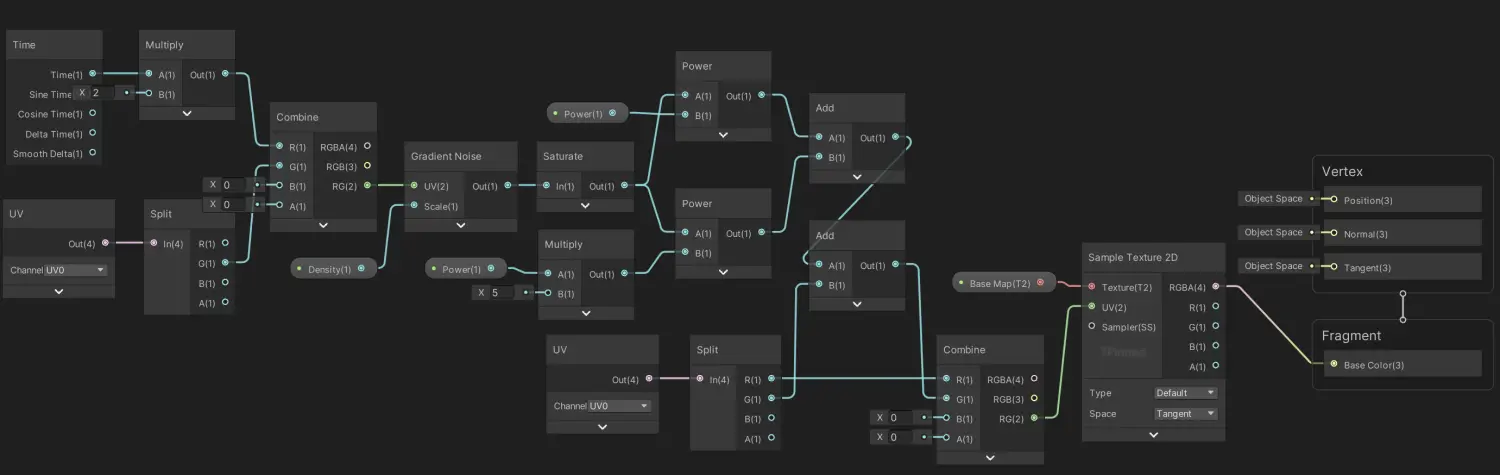 Time
Time(1)
Sine Time
Cosine Time(1)
Delta Time(1)
Smooth Delta(1)
X 2
Multiply
A(1) Out(1)
B(1)
UV
Out(4)
Channel UV0
Split
In(4) R(1)
G(1)
B(1)
A(1)
X 0
X 0
Combine
R(1) RGBA(4)
G(1) RGB(3)
B(1) RG(2)
A(1)
Density(1)
Gradient Noise
UV(2) Out(1)
Scale(1)
Saturate
In(1) Out(1)
Power(1)
Power(1)
X 5
Multiply
A(1) Out(1)
B(1)
Power
A(1) Out(1)
B(1)
Power
A(1) Out(1)
B(1)
Add
A(1) Out(1)
B(1)
Add
A(1) Out(1)
B(1)
UV
Out(4)
Channel UV0
Split
In(4) R(1)
G(1)
B(1)
A(1)
X 0
X 0
Combine
R(1) RGBA(4)
G(1) RGB(3)
B(1) RG(2)
A(1)
Base Map(T2)
Sample Texture 2D
Texture(T2) RGBA(4)
UV(2) R(1)
Sampler(SS) G(1)
B(1)
A(1)
Type Default
Space Tangent
Vertex
Object Space Position(3)
Object Space Normal(3)
Object Space Tangent(3)
Fragment
Base Color(3)